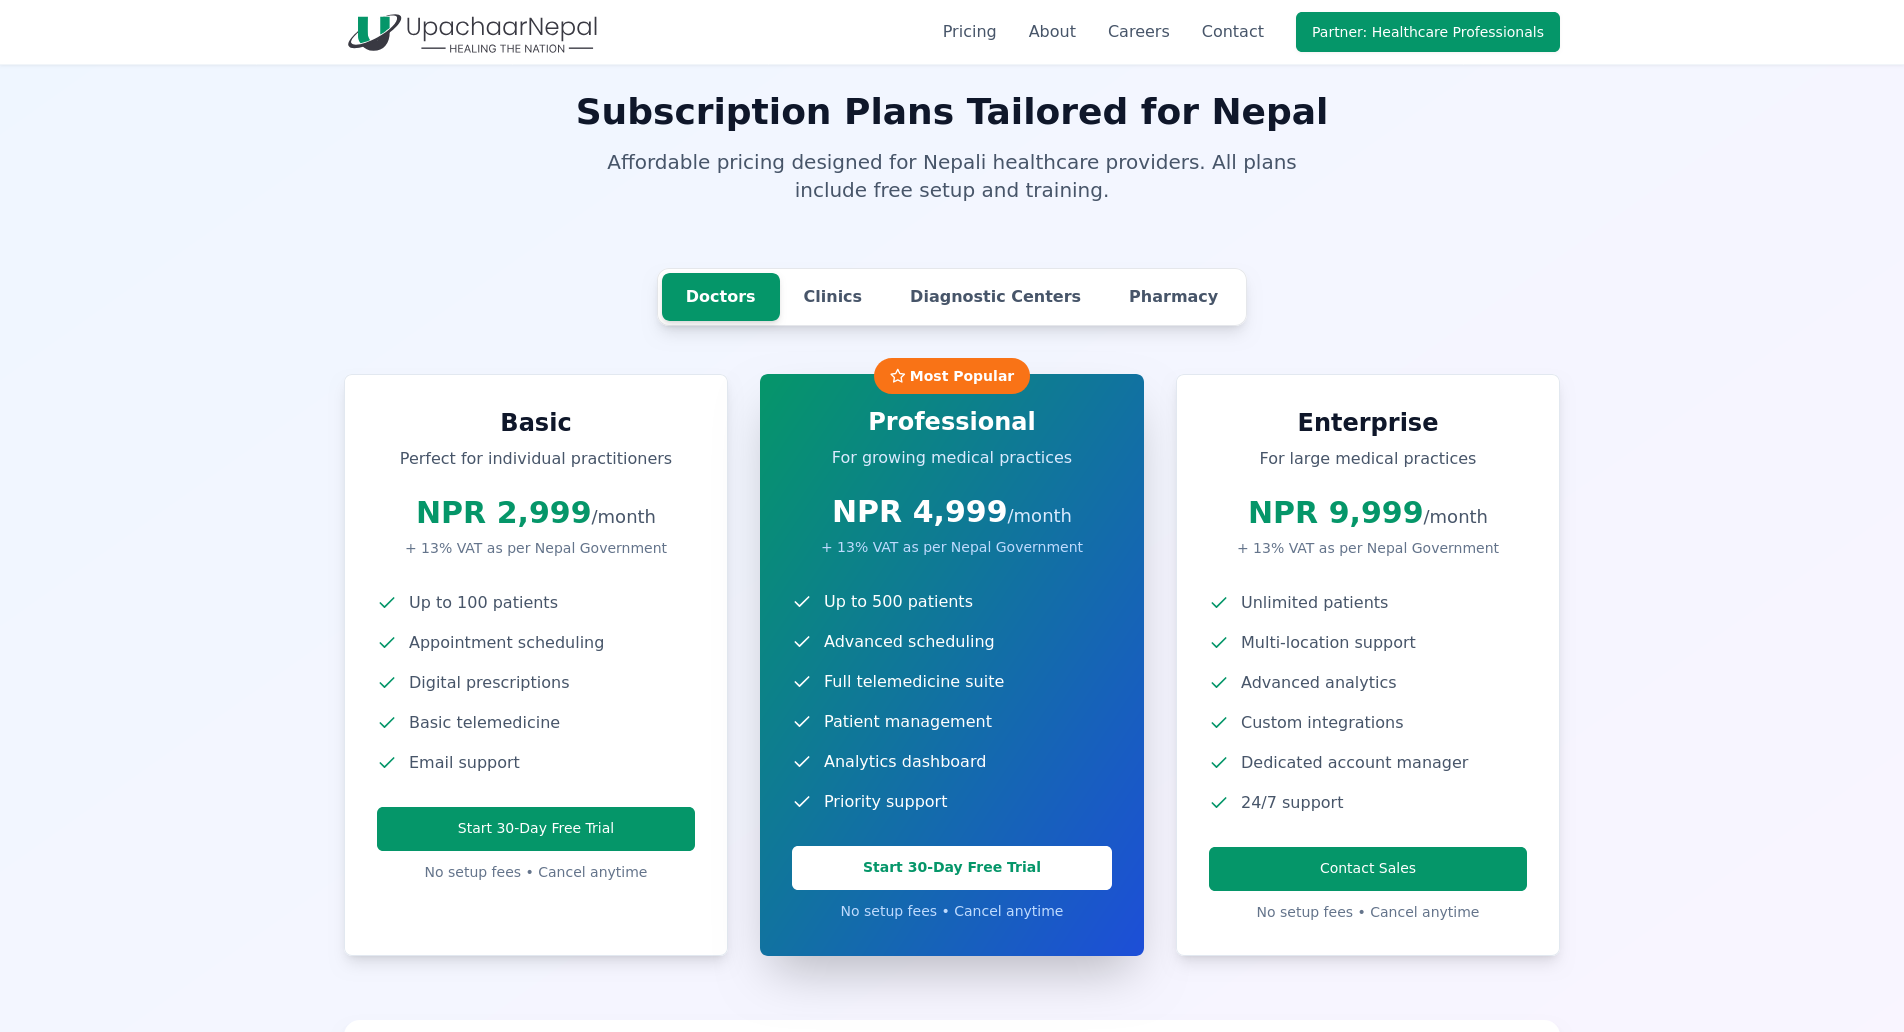 UpachaarNepal
HEALING THE NATION
Pricing
About
Careers
Contact
Partner: Healthcare Professionals
Subscription Plans Tailored for Nepal
Affordable pricing designed for Nepali healthcare providers. All plans
include free setup and training.
Doctors
Clinics
Diagnostic Centers
Pharmacy
Basic
Perfect for individual practitioners
NPR 2,999/month
+ 13% VAT as per Nepal Government
Up to 100 patients
Appointment scheduling
Digital prescriptions
Basic telemedicine
Email support
Start 30-Day Free Trial
No setup fees • Cancel anytime
Most Popular
Professional
For growing medical practices
NPR 4,999/month
+ 13% VAT as per Nepal Government
Up to 500 patients
Advanced scheduling
Full telemedicine suite
Patient management
Analytics dashboard
Priority support
Start 30-Day Free Trial
No setup fees • Cancel anytime
Enterprise
For large medical practices
NPR 9,999/month
+ 13% VAT as per Nepal Government
Unlimited patients
Multi-location support
Advanced analytics
Custom integrations
Dedicated account manager
24/7 support
Contact Sales
No setup fees • Cancel anytime